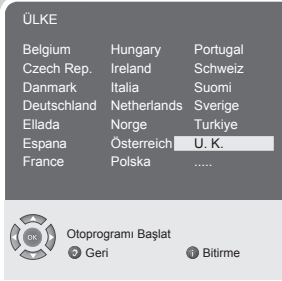 ÜLKE
Belgium Hungary Portugal
Czech Rep. Ireland Schweiz
Danmark Italia Suomi
Deutschland Netherlands Sverige
Ellada Norge Turkiye
Espana Österreich U. K.
France Polska .....
OK Otoprogramı Başlat
Geri i Bitirme